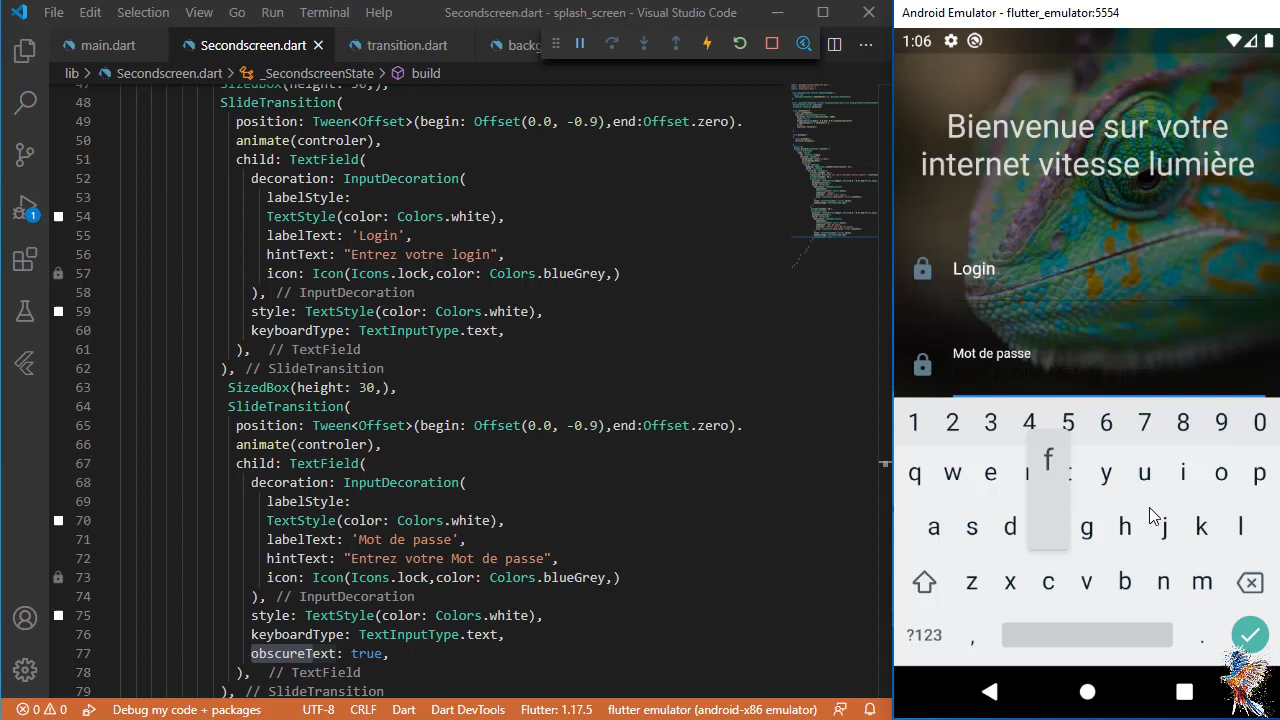 File Edit Selection View Go Run Terminal Help Secondscreen.dart - splash_screen - Visual Studio Code
main.dart Secondscreen.dart transition.dart
lib > Secondscreen.dart > _SecondscreenState > build
48 SlideTransition(
49 position: Tween<Offset>(begin: Offset(0.0, -0.9),end:Offset.zero).
50 animate(controler),
51 child: TextField(
52 decoration: InputDecoration(
53 labelStyle:
54 TextStyle(color: Colors.white),
55 labelText: 'Login',
56 hintText: "Entrez votre login",
57 icon: Icon(Icons.lock,color: Colors.blueGrey,)
58 ), // InputDecoration
59 style: TextStyle(color: Colors.white),
60 keyboardType: TextInputType.text,
61 ), // TextField
62 ), // SlideTransition
63 SizedBox(height: 30,),
64 SlideTransition(
65 position: Tween<Offset>(begin: Offset(0.0, -0.9),end:Offset.zero).
66 animate(controler),
67 child: TextField(
68 decoration: InputDecoration(
69 labelStyle:
70 TextStyle(color: Colors.white),
71 labelText: 'Mot de passe',
72 hintText: "Entrez votre Mot de passe",
73 icon: Icon(Icons.lock,color: Colors.blueGrey,)
74 ), // InputDecoration
75 style: TextStyle(color: Colors.white),
76 keyboardType: TextInputType.text,
77 obscureText: true,
78 ), // TextField
79 ), // SlideTransition
1
0 0 Debug my code + packages UTF-8 CRLF Dart Dart DevTools Flutter: 1.17.5 flutter emulator (android-x86 emulator)
Android Emulator - flutter_emulator:5554
1:06
Bienvenue sur votre
internet vitesse lumière
Login
Mot de passe
1 2 3 4 5 6 7 8 9 0
q w e y u i o p
f
a s d g h j k l
z x c v b n m
?123 , .